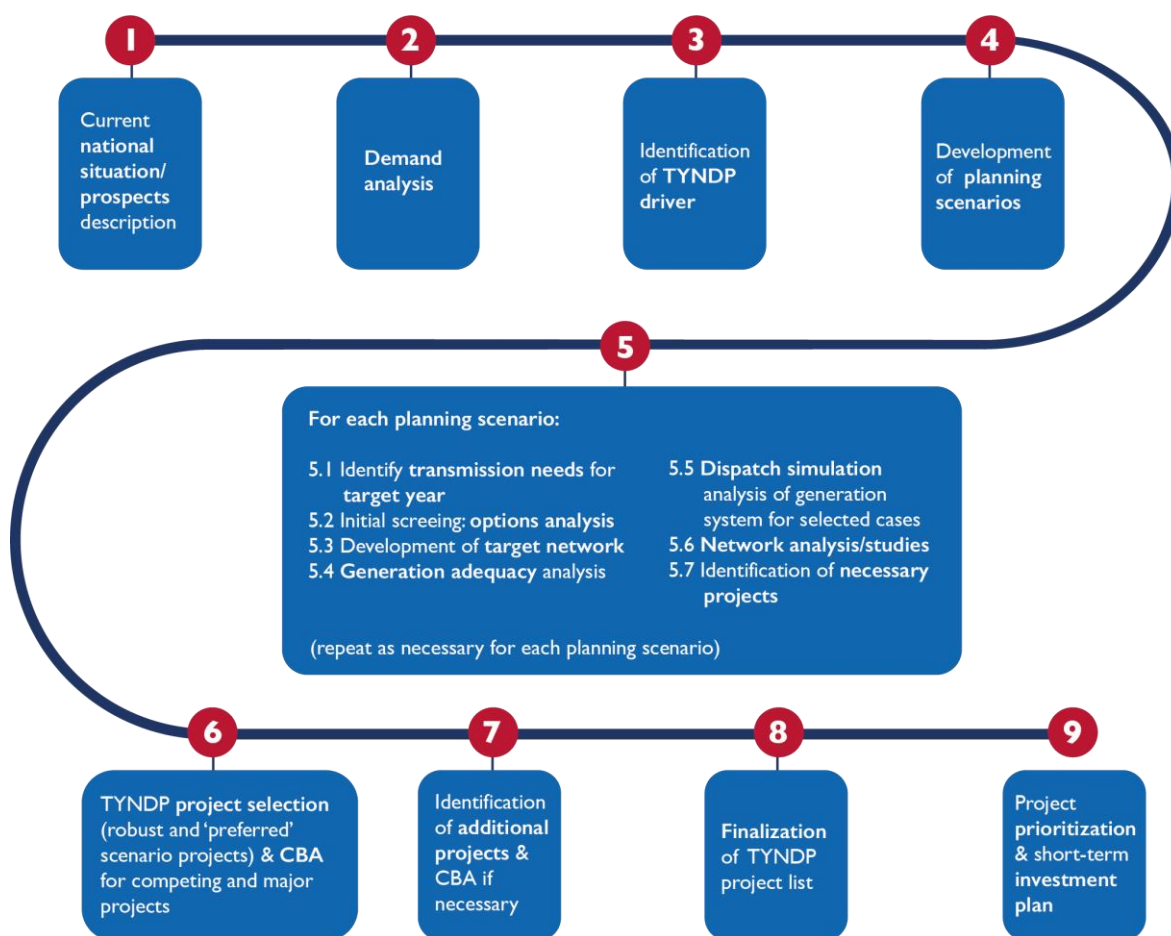 1
Current
national
situation/
prospects
description
2
Demand
analysis
3
Identification
of TYNDP
driver
4
Development
of planning
scenarios
5
For each planning scenario:
5.1 Identify transmission needs for
target year
5.2 Initial screeing: options analysis
5.3 Development of target network
5.4 Generation adequacy analysis
5.5 Dispatch simulation
analysis of generation
system for selected cases
5.6 Network analysis/studies
5.7 Identification of necessary
projects
(repeat as necessary for each planning scenario)
6
TYNDP project selection
(robust and ‘preferred’
scenario projects) & CBA
for competing and major
projects
7
Identification
of additional
projects &
CBA if
necessary
8
Finalization
of TYNDP
project list
9
Project
prioritization
& short-term
investment
plan